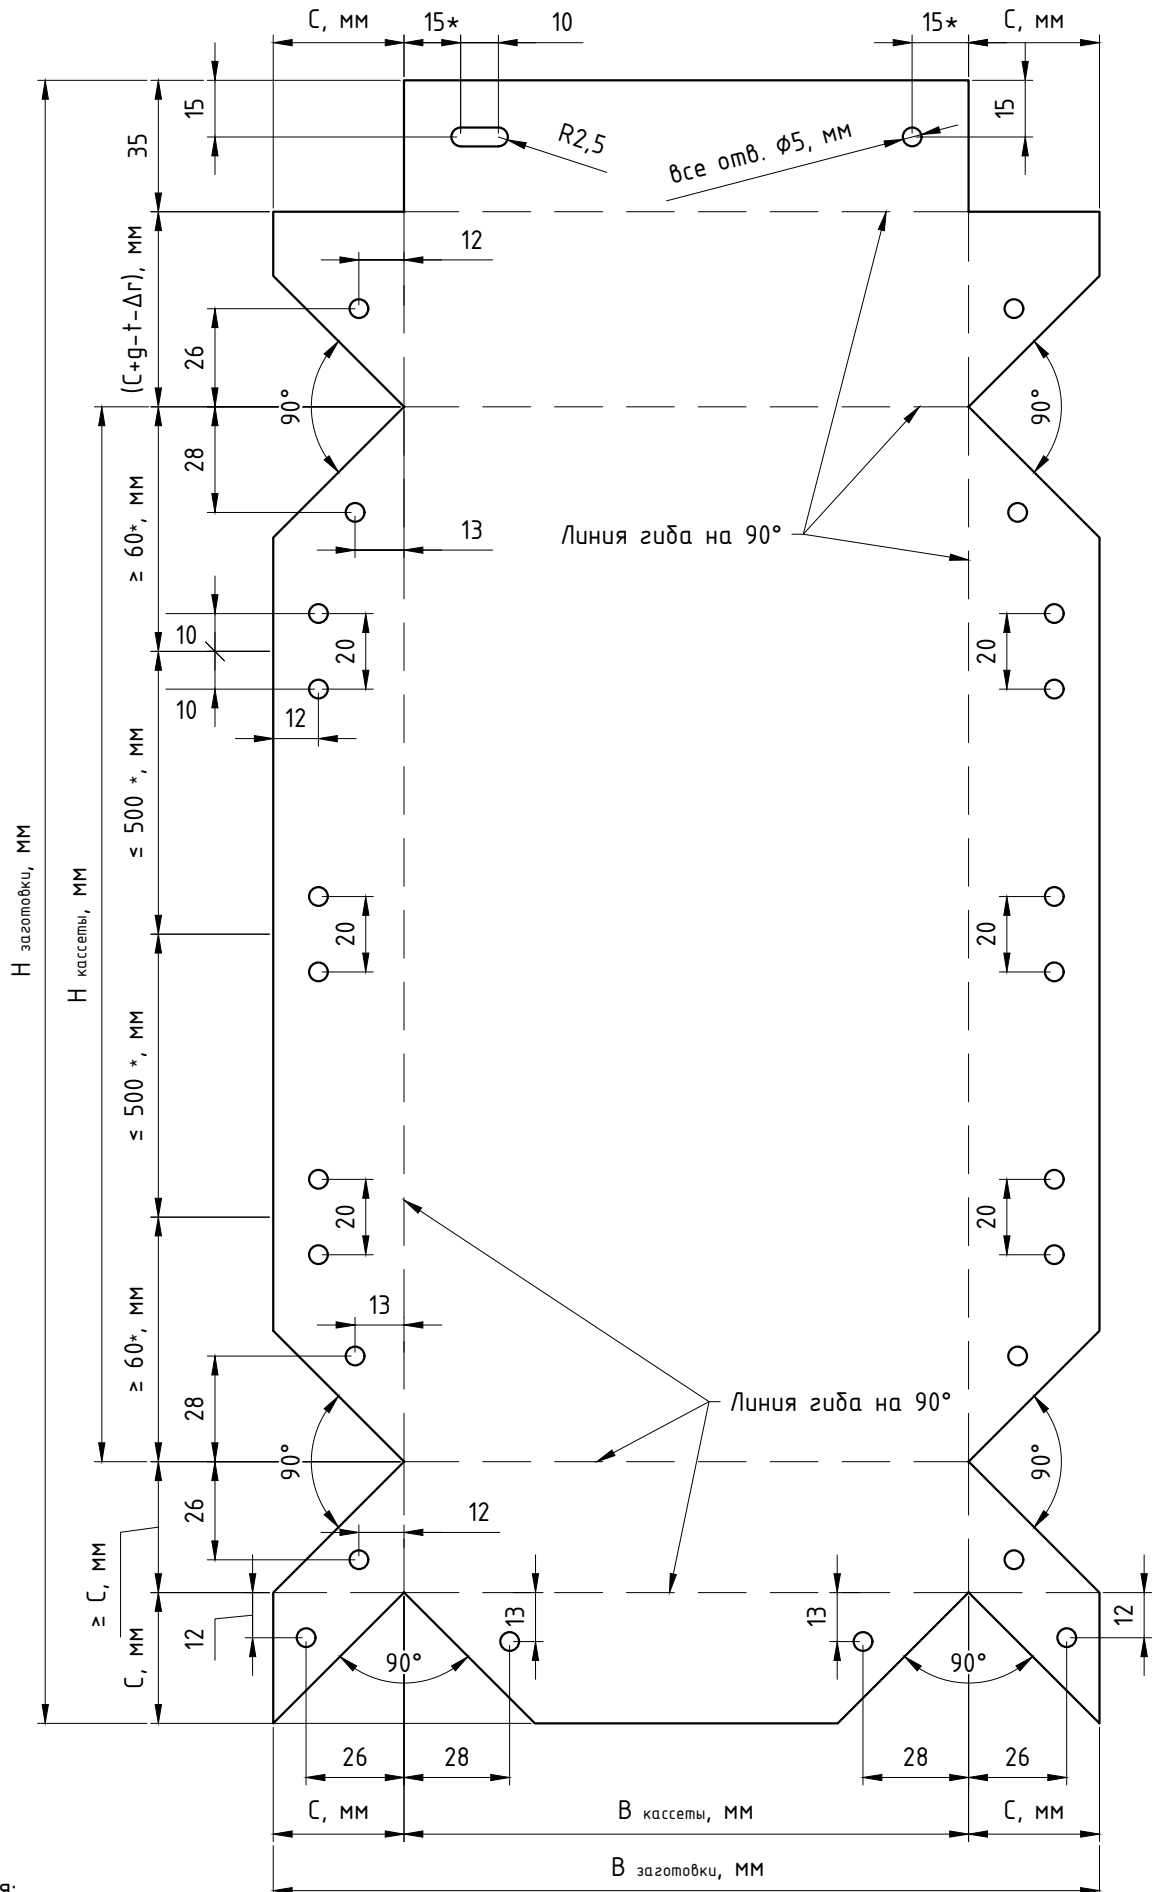 С, мм
15*
10
15*
С, мм
15
35
R2,5
все отв. ϕ5, мм
15
(С+g-t-Δr), мм
12
26
90°
90°
28
≥ 60*, мм
13
Линия гиба на 90°
10
20
20
10
12
≤ 500 *, мм
H заготовки, мм
H кассеты, мм
20
20
≤ 500 *, мм
20
20
≥ 60*, мм
13
28
Линия гиба на 90°
90°
90°
26
12
≥ С, мм
12
13
13
12
С, мм
90°
90°
26
28
28
26
С, мм
В кассеты, мм
С, мм
В заготовки, мм